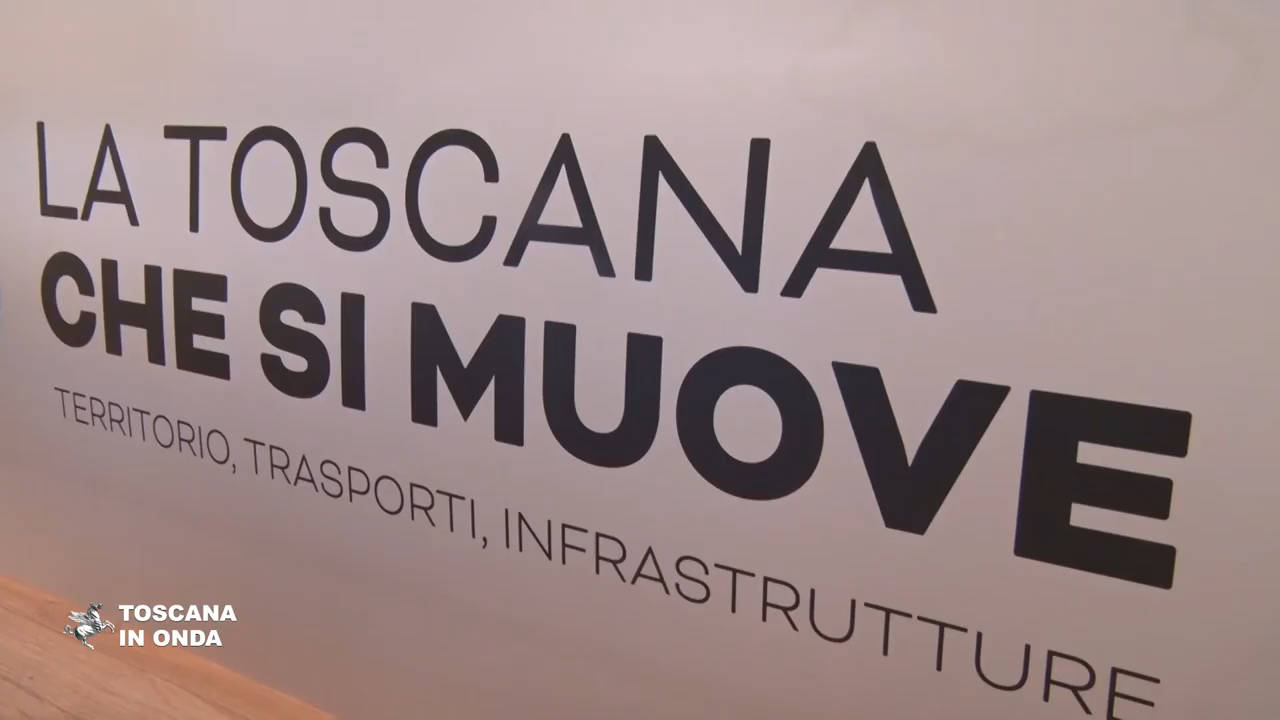 LA TOSCANA
CHE SI MUOVE
TERRITORIO, TRASPORTI, INFRASTRUTTURE
TOSCANA
IN ONDA